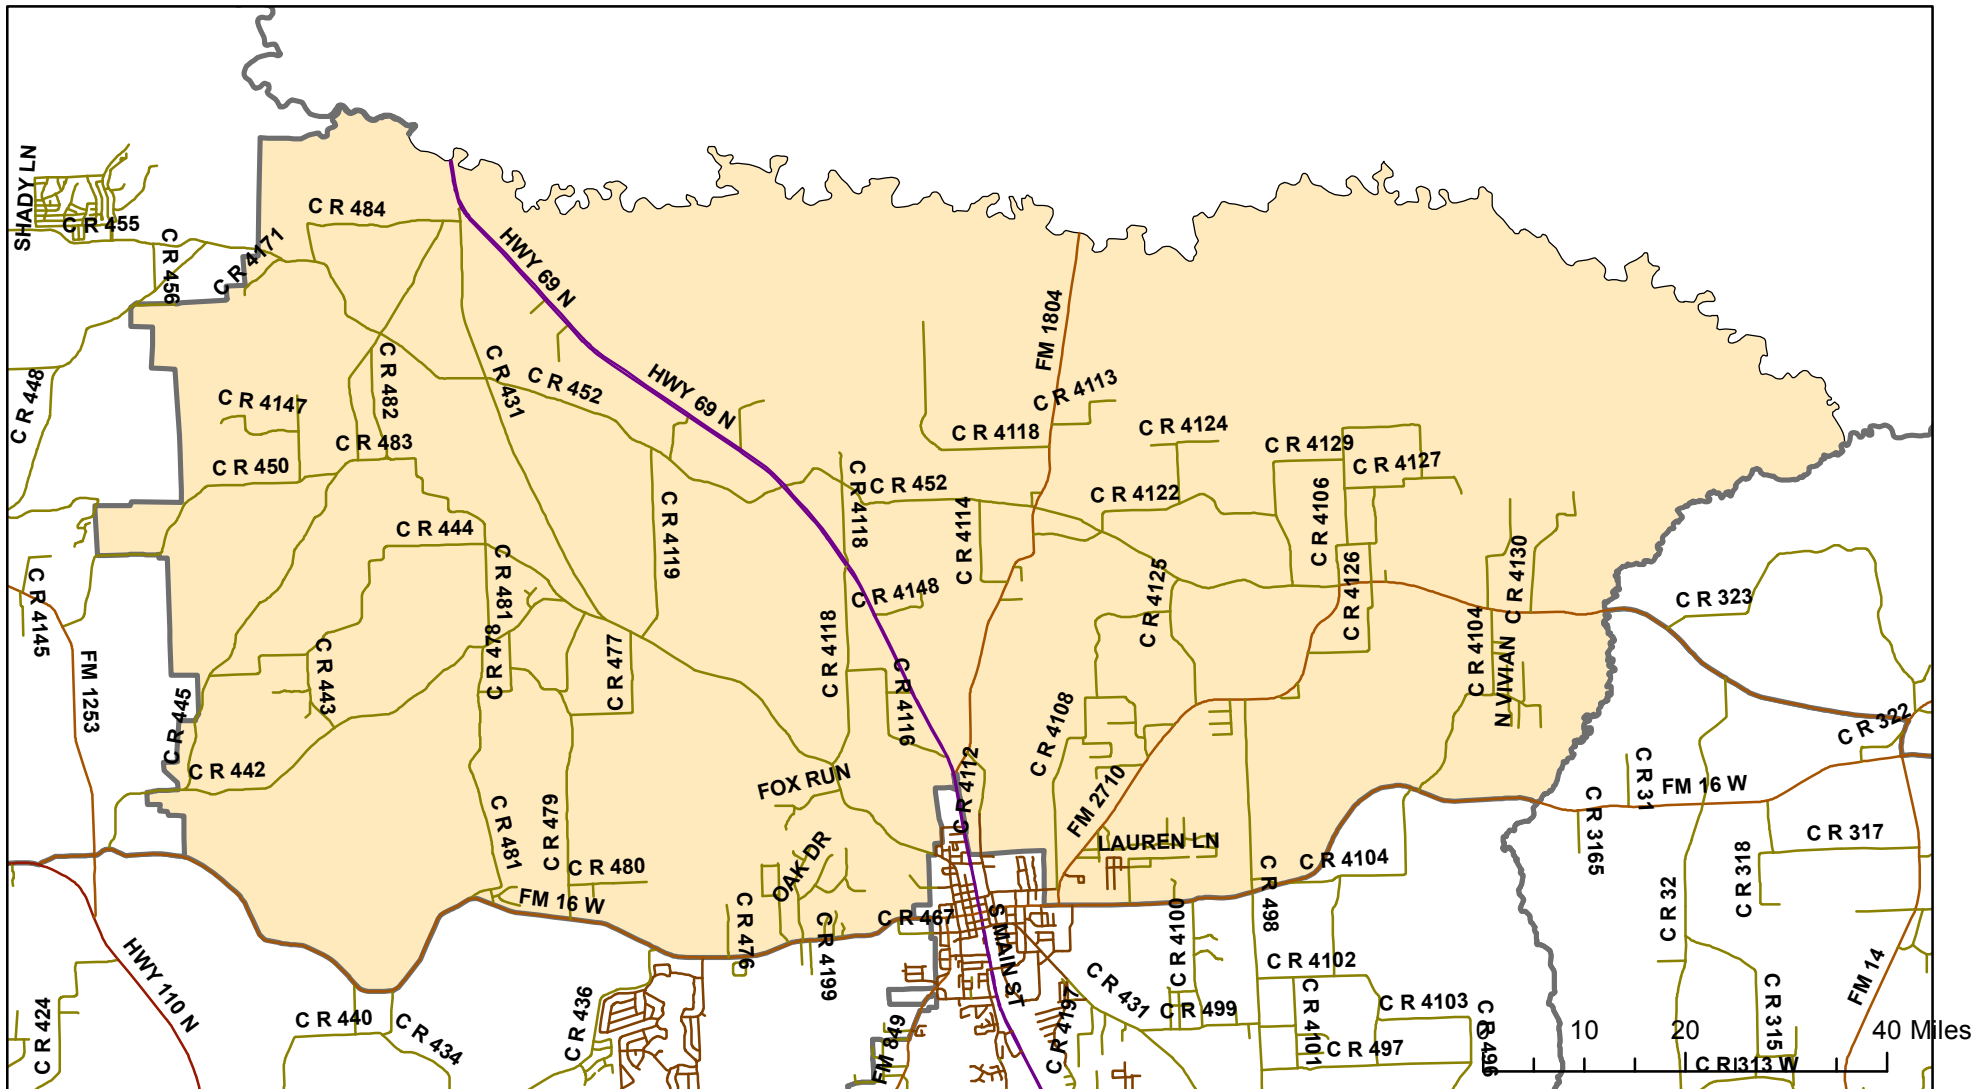 SHADY LN
C R 455
C R 456
C R 4171
C R 484
HWY 69 N
FM 1804
C R 448
C R 4147
C R 482
C R 431
C R 452
HWY 69 N
C R 4113
C R 483
C R 450
C R 4118
C R 4124
C R 4129
C R 4127
C R 452
C R 4118
C R 4122
C R 4114
C R 4106
C R 444
C R 4119
C R 481
C R 4148
C R 4125
C R 4126
C R 4130
C R 323
C R 4145
FM 1253
C R 443
C R 478
C R 477
C R 4118
C R 4116
C R 4104
N VIVIAN
C R 445
C R 442
C R 4108
C R 322
FOX RUN
C R 4112
FM 2710
C R 31
FM 16 W
C R 3165
C R 481
C R 479
C R 480
OAK DR
LAUREN LN
C R 4104
C R 317
C R 318
FM 16 W
C R 476
C R 4199
C R 467
S MAIN ST
C R 4100
C R 498
C R 32
HWY 110 N
C R 424
C R 440
C R 434
C R 436
FM 849
C R 4197
C R 431
C R 499
C R 4102
C R 4101
C R 4103
C R 497
C R 496
C R 315
C R 313 W
FM 14
0 10 20 40 Miles